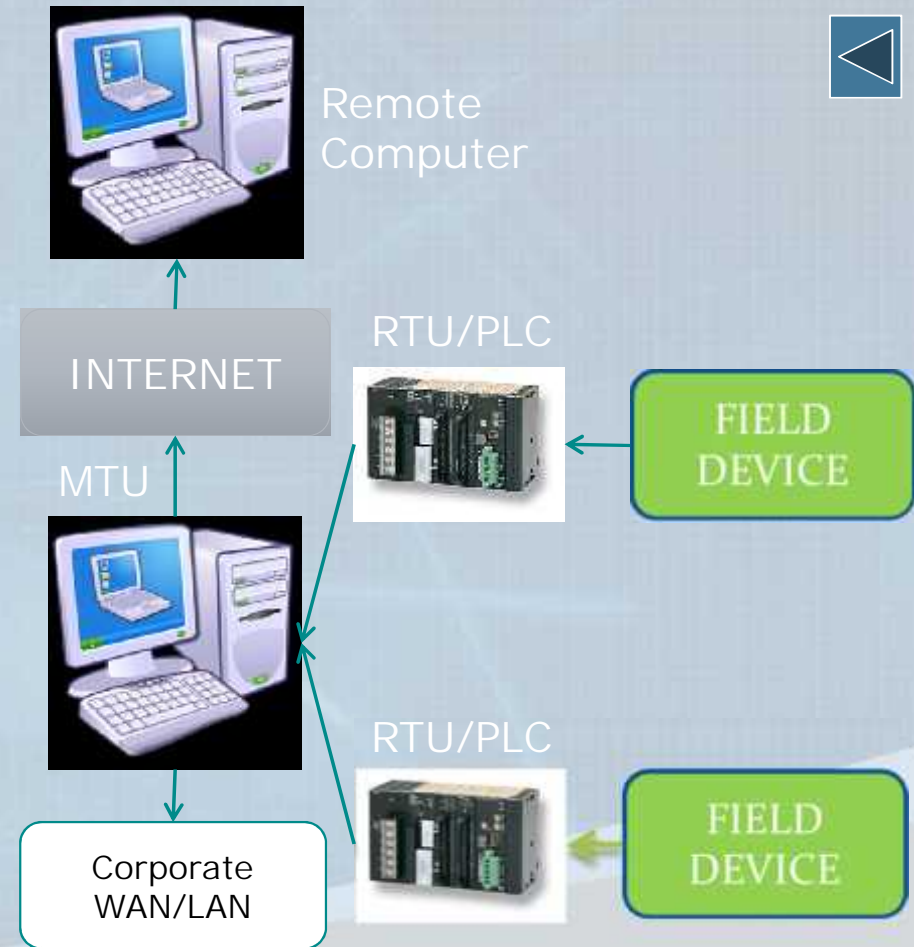 Remote
Computer
INTERNET
RTU/PLC
FIELD
DEVICE
MTU
RTU/PLC
FIELD
DEVICE
Corporate
WAN/LAN